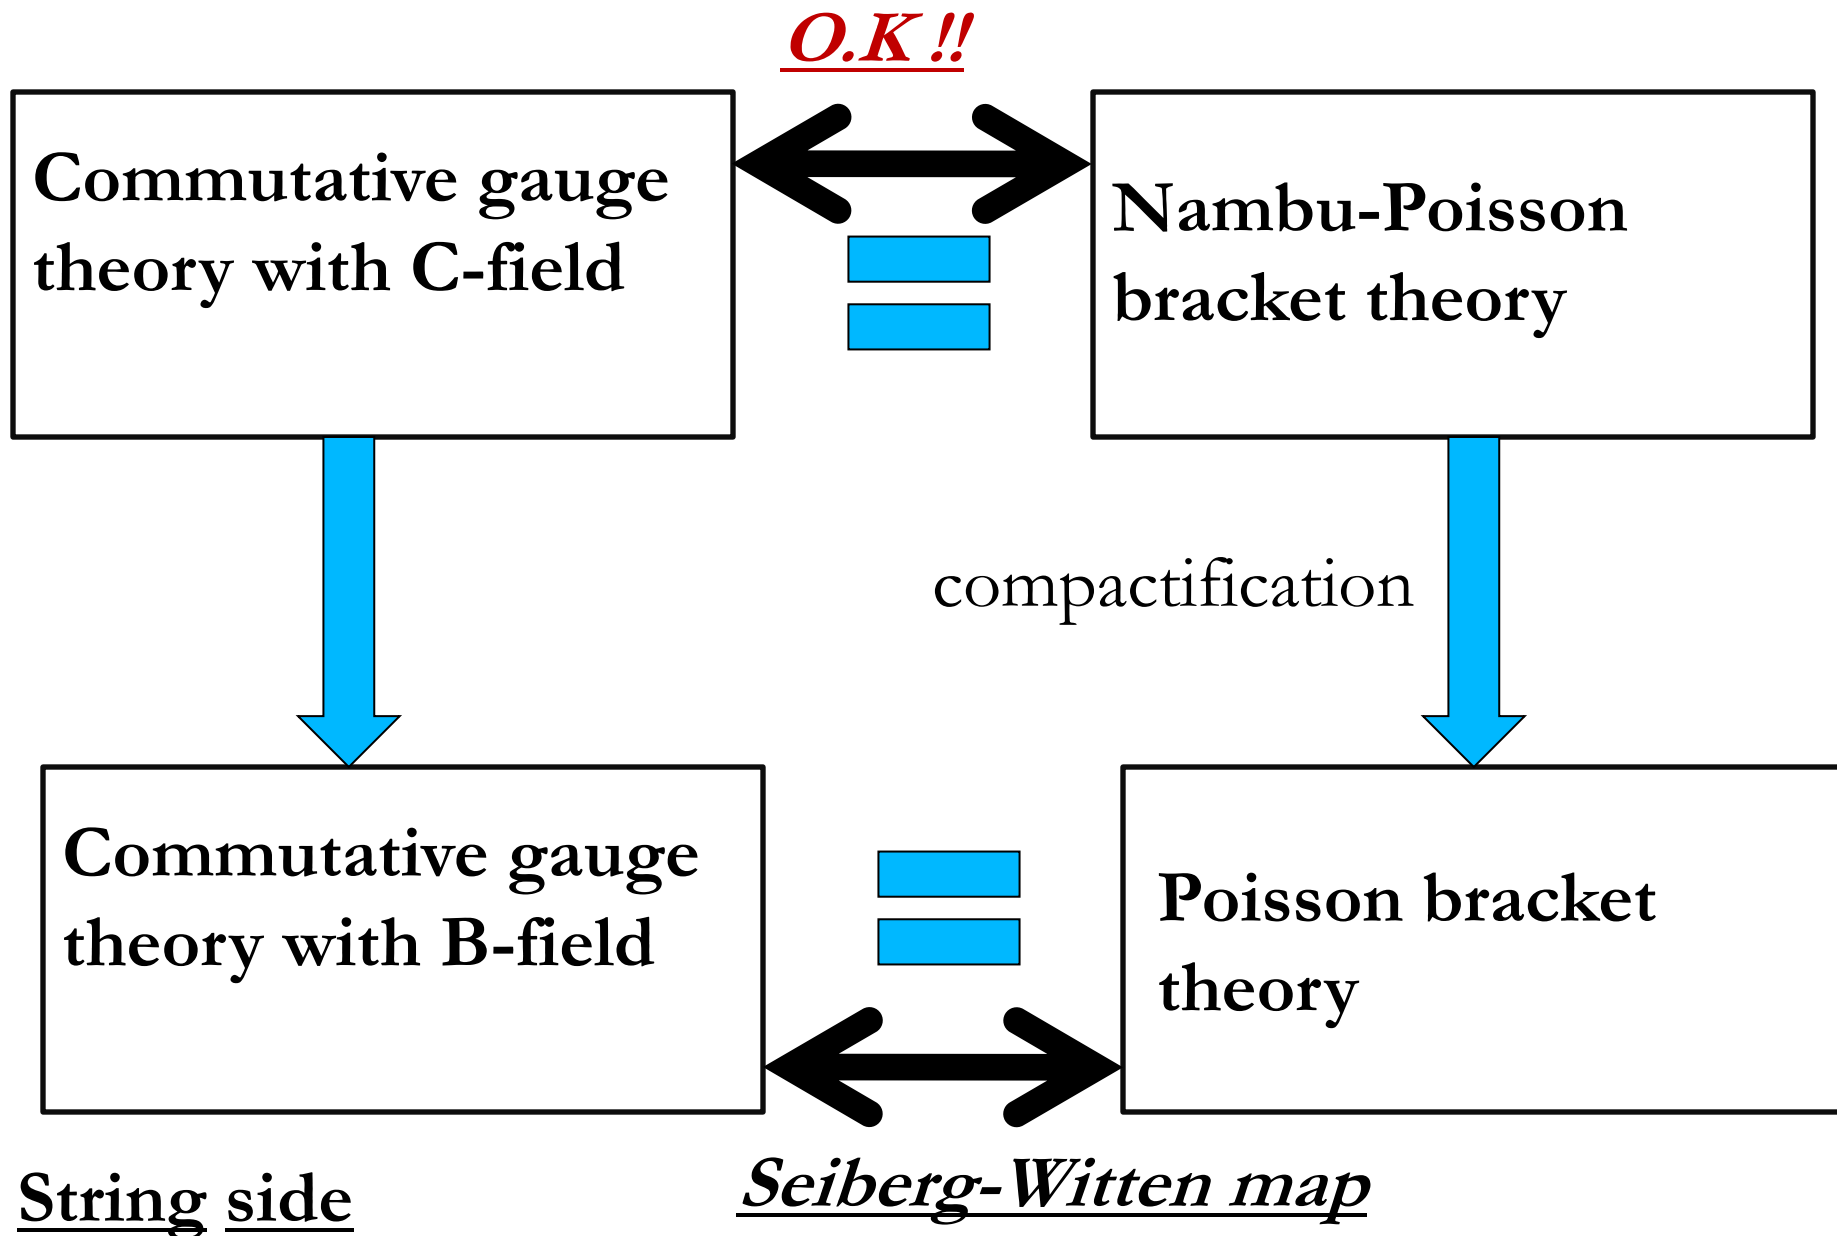 O.K !!
Commutative gauge
theory with C-field
Nambu-Poisson
bracket theory
compactification
Commutative gauge
theory with B-field
Poisson bracket
theory
String side
Seiberg-Witten map